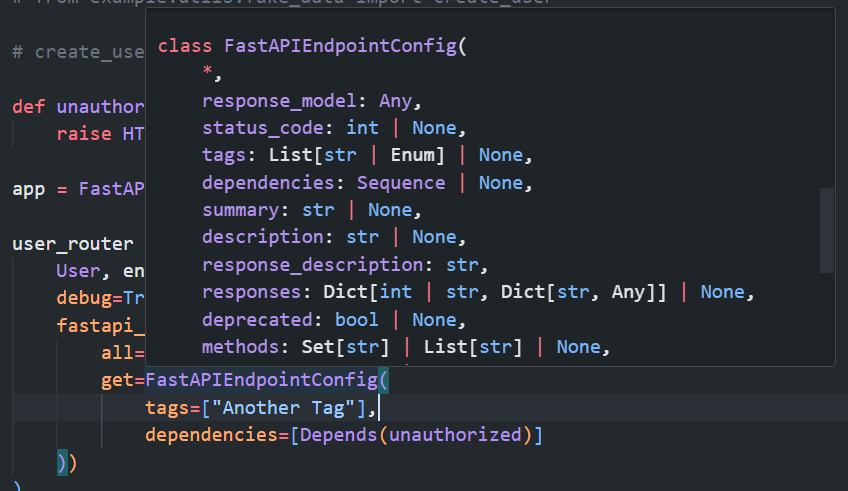 # from example.utils.fake_data import create_user
# create_use
class FastAPIEndpointConfig(
*,
response_model: Any,
status_code: int | None,
tags: List[str | Enum] | None,
dependencies: Sequence | None,
summary: str | None,
description: str | None,
response_description: str,
responses: Dict[int | str, Dict[str, Any]] | None,
deprecated: bool | None,
methods: Set[str] | List[str] | None,
def unauthor
raise HT
app = FastAP
user_router
User, en
debug=Tr
fastapi_
all=
get=FastAPIEndpointConfig(
tags=["Another Tag"],
dependencies=[Depends(unauthorized)]
))
)